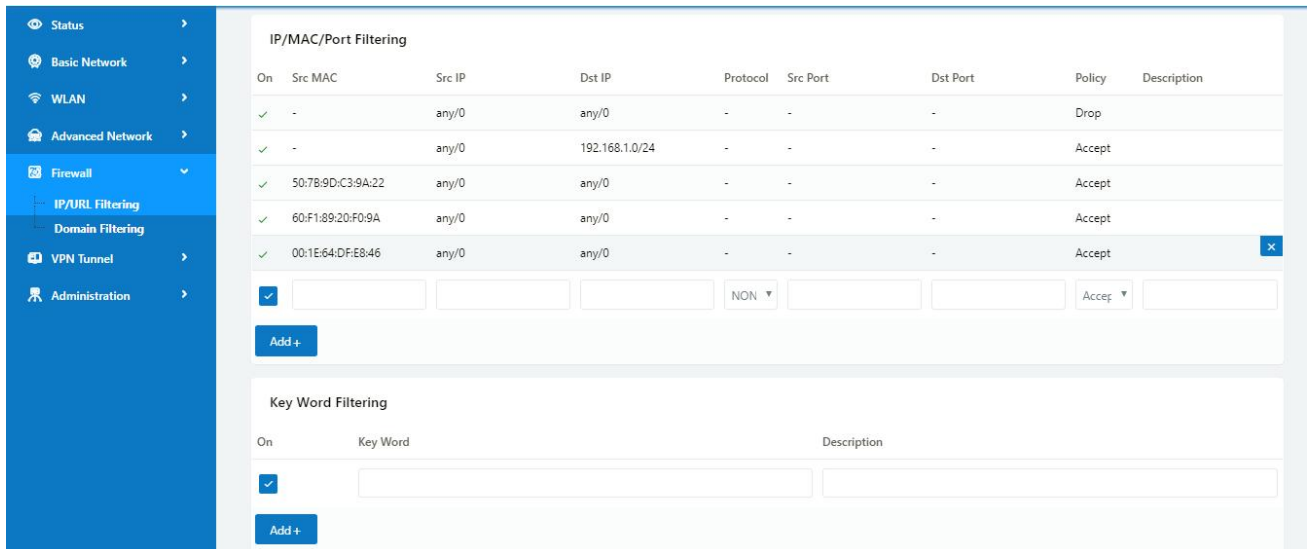 Status
Basic Network
WLAN
Advanced Network
Firewall
IP/URL Filtering
Domain Filtering
VPN Tunnel
Administration
IP/MAC/Port Filtering
On Src MAC Src IP Dst IP Protocol Src Port Dst Port Policy Description
- any/0 any/0 - - - Drop
- any/0 192.168.1.0/24 - - - Accept
50:7B:9D:C3:9A:22 any/0 any/0 - - - Accept
60:F1:89:20:F0:9A any/0 any/0 - - - Accept
00:1E:64:DF:E8:46 any/0 any/0 - - - Accept
NON Accep
Add +
Key Word Filtering
On Key Word Description
Add +